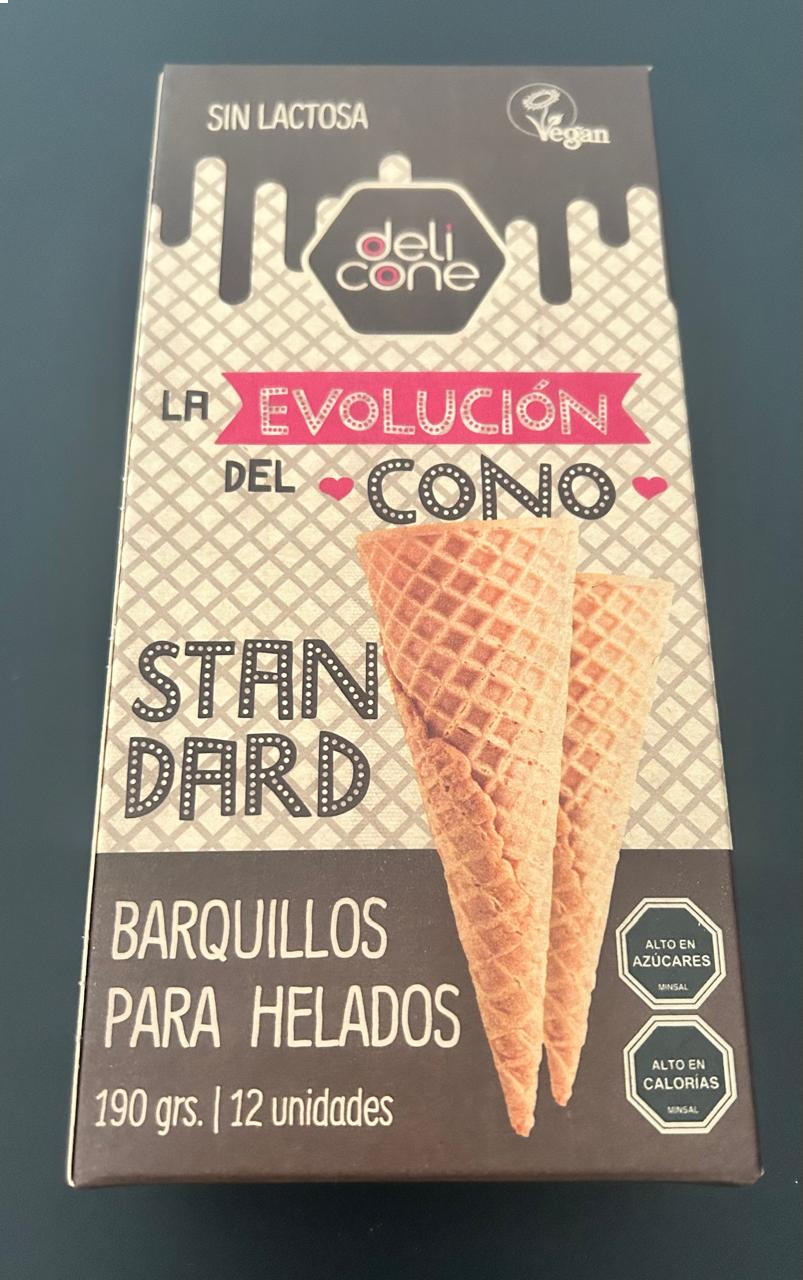 SIN LACTOSA
Vegan
deli
cone
LA EVOLUCIÓN
DEL CONO
STAN
DARD
BARQUILLOS
PARA HELADOS
190 grs. | 12 unidades
ALTO EN
AZÚCARES
MINSAL
ALTO EN
CALORÍAS
MINSAL